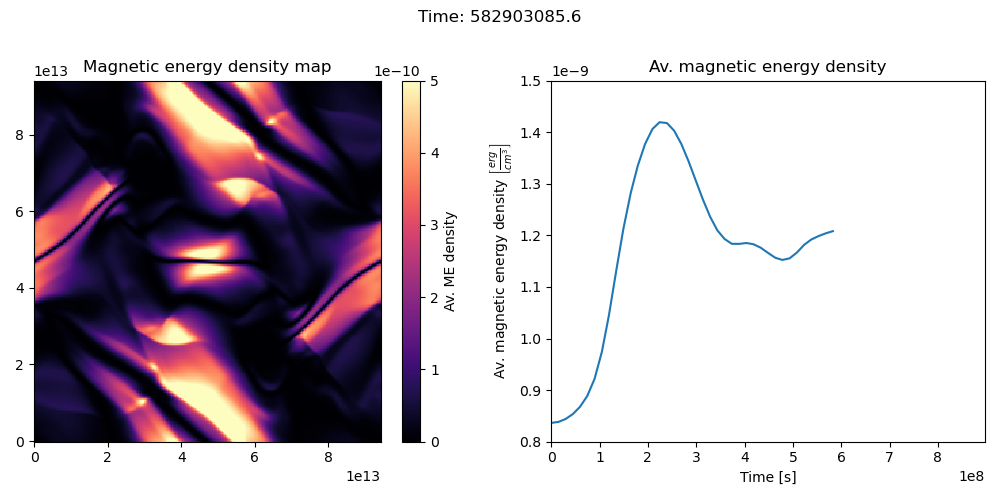 Time: 582903085.6
1e13 Magnetic energy density map 1e−10
0
2
4
6
8
0 2 4 6 8
1e13
0
1
2
3
4
5
Av. ME density
1e−9 Av. magnetic energy density
Av. magnetic energy density [erg/cm³]
0.8
0.9
1.0
1.1
1.2
1.3
1.4
1.5
0 1 2 3 4 5 6 7 8
Time [s] 1e8